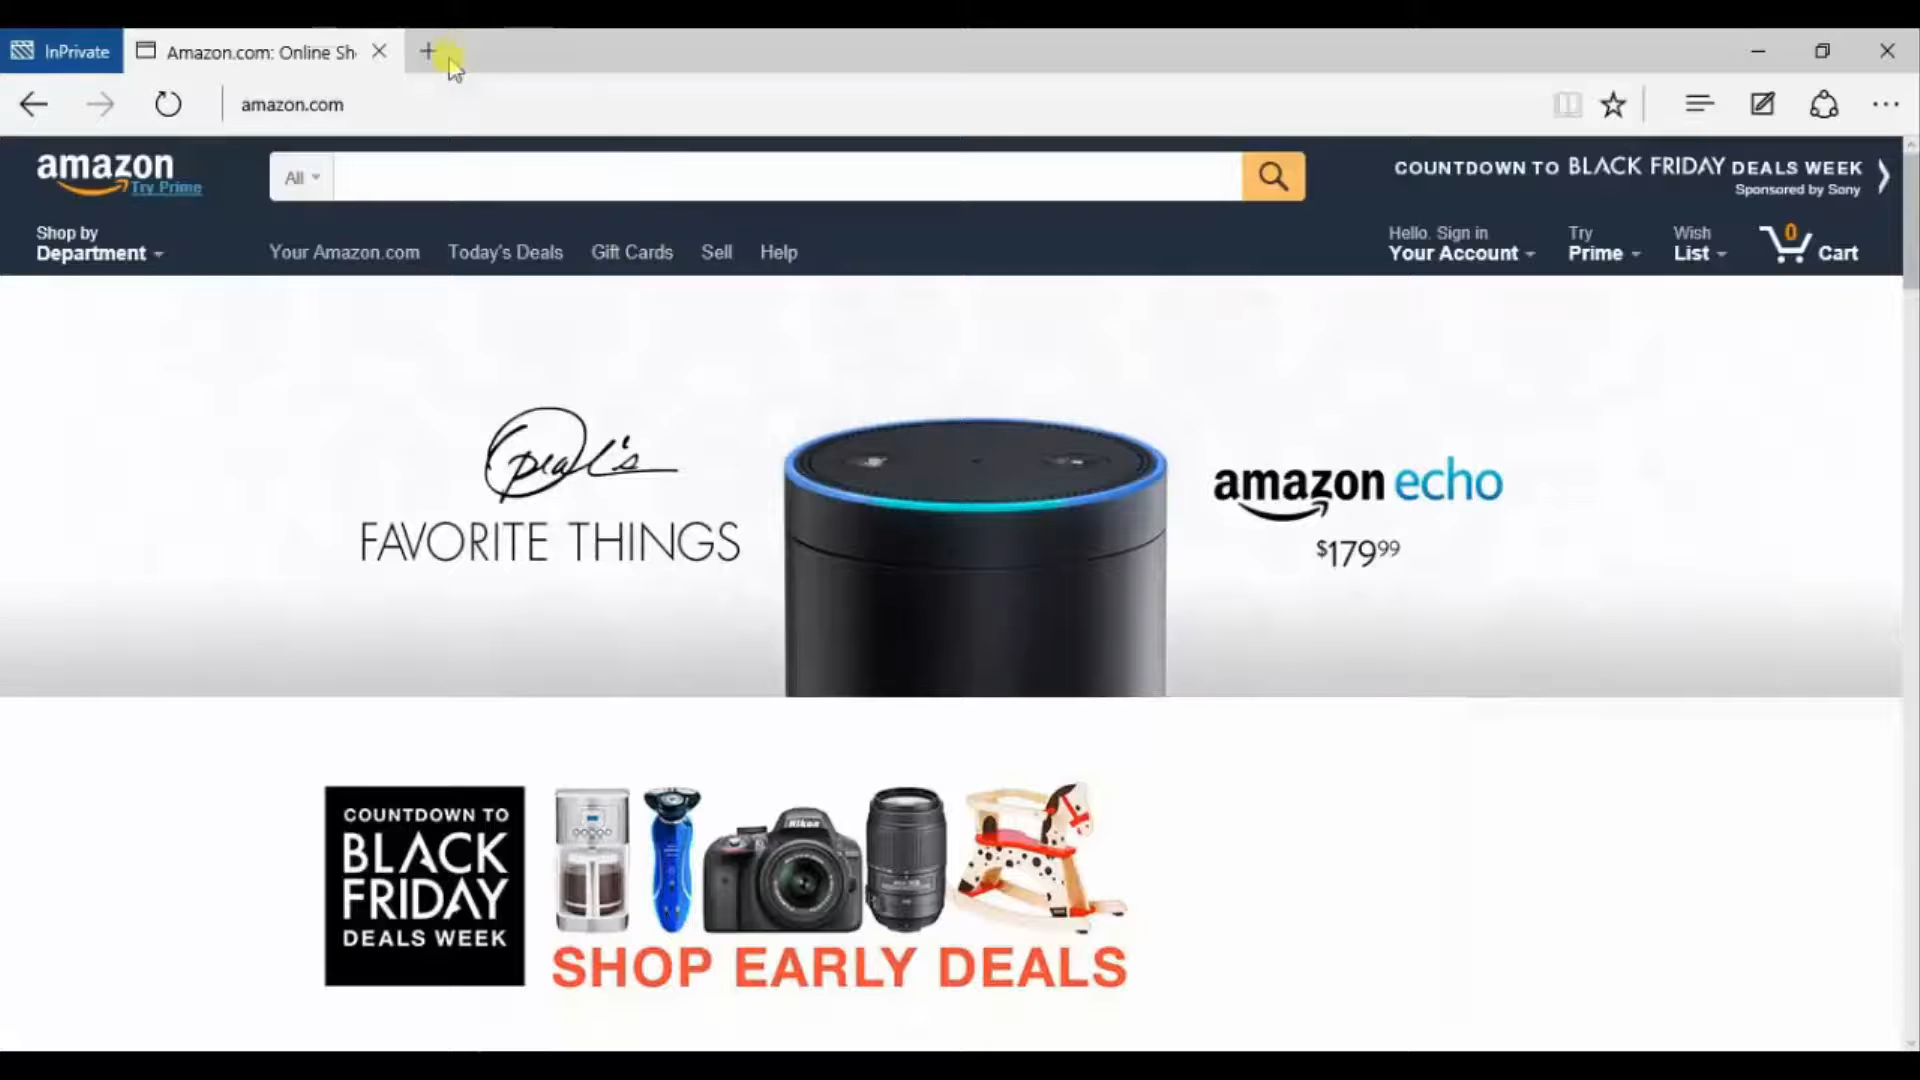 InPrivate
Amazon.com: Online Sh
amazon.com
amazon
Try Prime
All
COUNTDOWN TO BLACK FRIDAY DEALS WEEK
Sponsored by Sony
Shop by
Department
Your Amazon.com
Today's Deals
Gift Cards
Sell
Help
Hello. Sign in
Your Account
Try
Prime
Wish
List
0
Cart
Oprah's
FAVORITE THINGS
amazon echo
$179.99
COUNTDOWN TO
BLACK
FRIDAY
DEALS WEEK
Nikon
SHOP EARLY DEALS